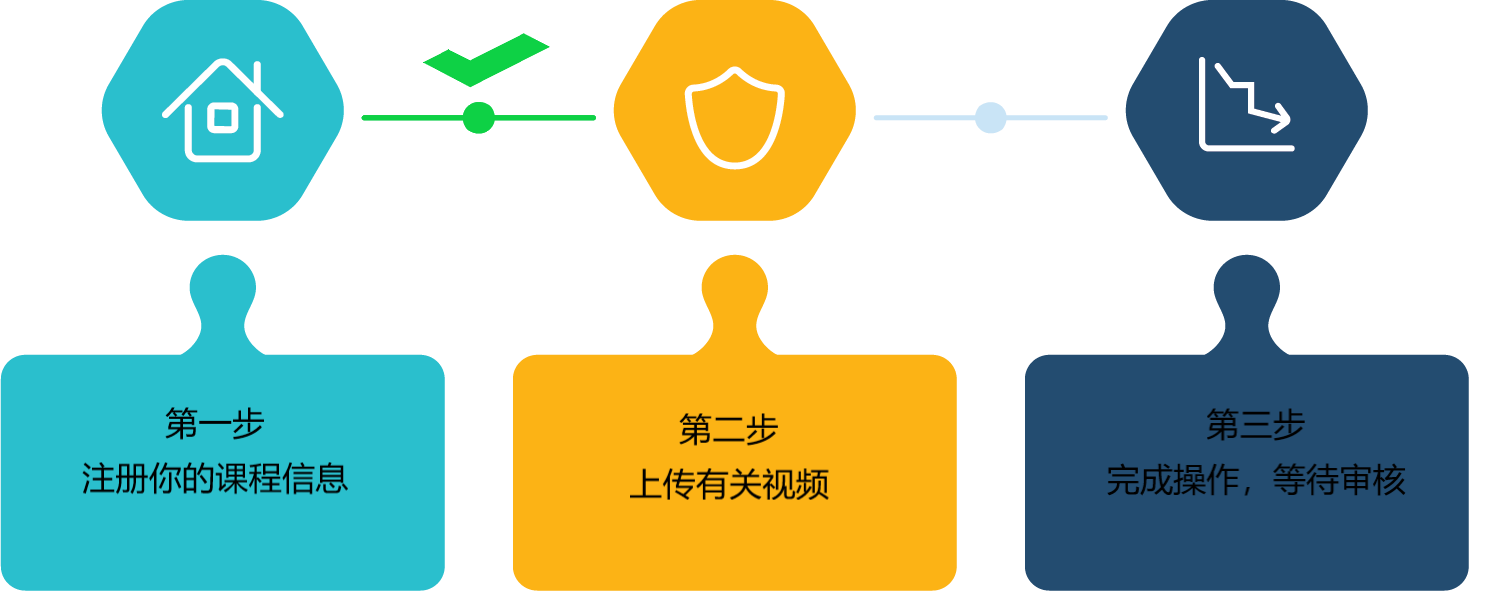 第一步
注册你的课程信息
第二步
上传有关视频
第三步
完成操作，等待审核